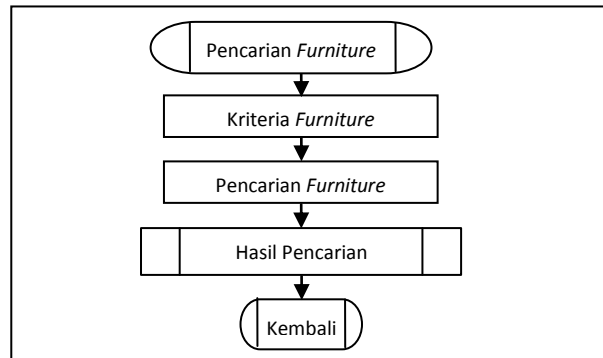 Pencarian Furniture
Kriteria Furniture
Pencarian Furniture
Hasil Pencarian
Kembali